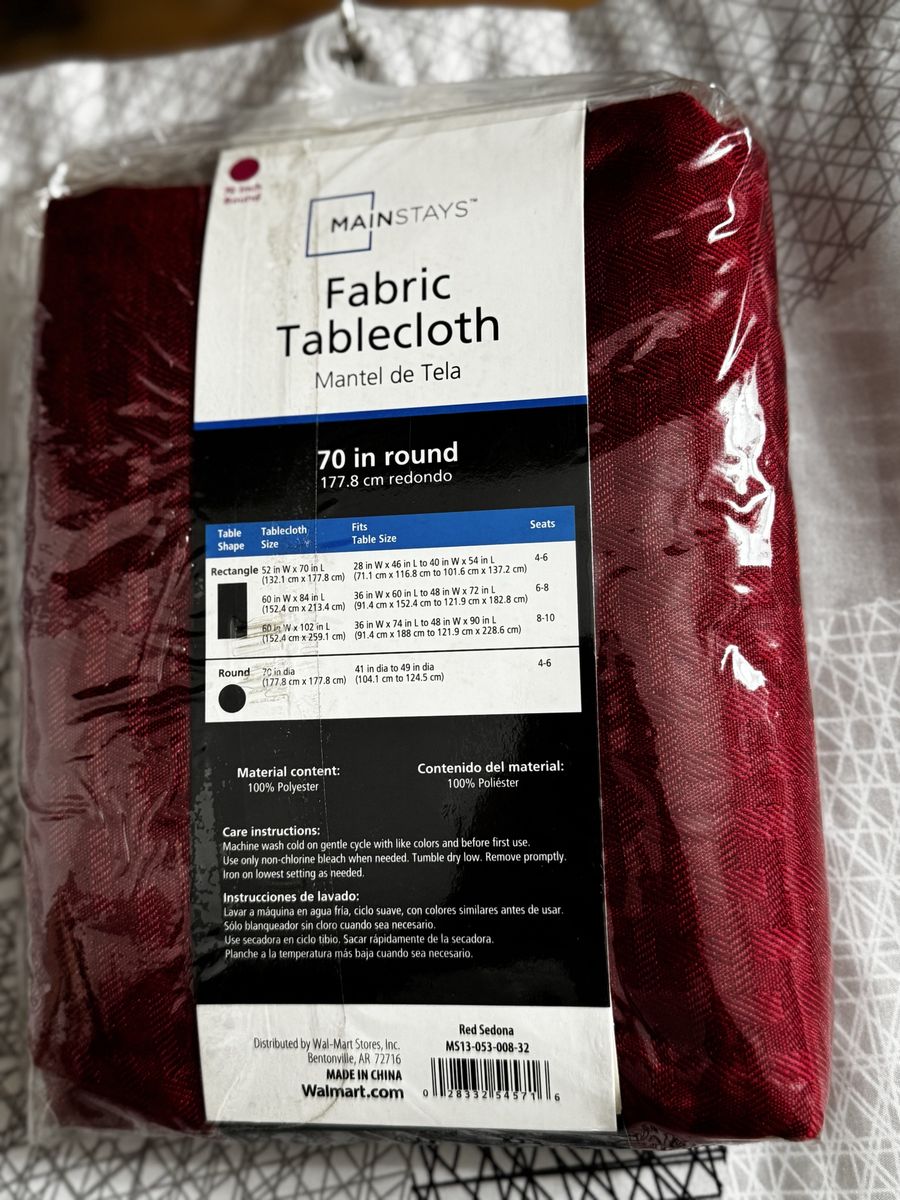 70 inch
Round
MAINSTAYS™
Fabric
Tablecloth
Mantel de Tela
70 in round
177.8 cm redondo
Table Shape Tablecloth Size Fits Table Size Seats
Rectangle 52 in W x 70 in L 28 in W x 46 in L to 40 in W x 54 in L 4-6
(132.1 cm x 177.8 cm) (71.1 cm x 116.8 cm to 101.6 cm x 137.2 cm)
60 in W x 84 in L 36 in W x 60 in L to 48 in W x 72 in L 6-8
(152.4 cm x 213.4 cm) (91.4 cm x 152.4 cm to 121.9 cm x 182.8 cm)
60 in W x 102 in L 36 in W x 74 in L to 48 in W x 90 in L 8-10
(152.4 cm x 259.1 cm) (91.4 cm x 188 cm to 121.9 cm x 228.6 cm)
Round 70 in dia 41 in dia to 49 in dia 4-6
(177.8 cm x 177.8 cm) (104.1 cm to 124.5 cm)
Material content:
100% Polyester
Contenido del material:
100% Poliéster
Care instructions:
Machine wash cold on gentle cycle with like colors and before first use.
Use only non-chlorine bleach when needed. Tumble dry low. Remove promptly.
Iron on lowest setting as needed.
Instrucciones de lavado:
Lavar a máquina en agua fría, ciclo suave, con colores similares antes de usar.
Sólo blanqueador sin cloro cuando sea necesario.
Use secadora en ciclo tibio. Sacar rápidamente de la secadora.
Planche a la temperatura más baja cuando sea necesario.
Distributed by Wal-Mart Stores, Inc.
Bentonville, AR 72716
MADE IN CHINA
Walmart.com
Red Sedona
MS13-053-008-32
0 28332 54571 6